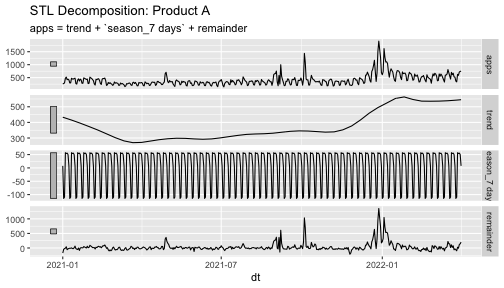 STL Decomposition: Product A
apps = trend + `season_7 days` + remainder
1500
1000
500
apps
500
400
300
trend
50
0
-50
-100
eason_7 day
1000
500
0
remainder
2021-01
2021-07
2022-01
dt